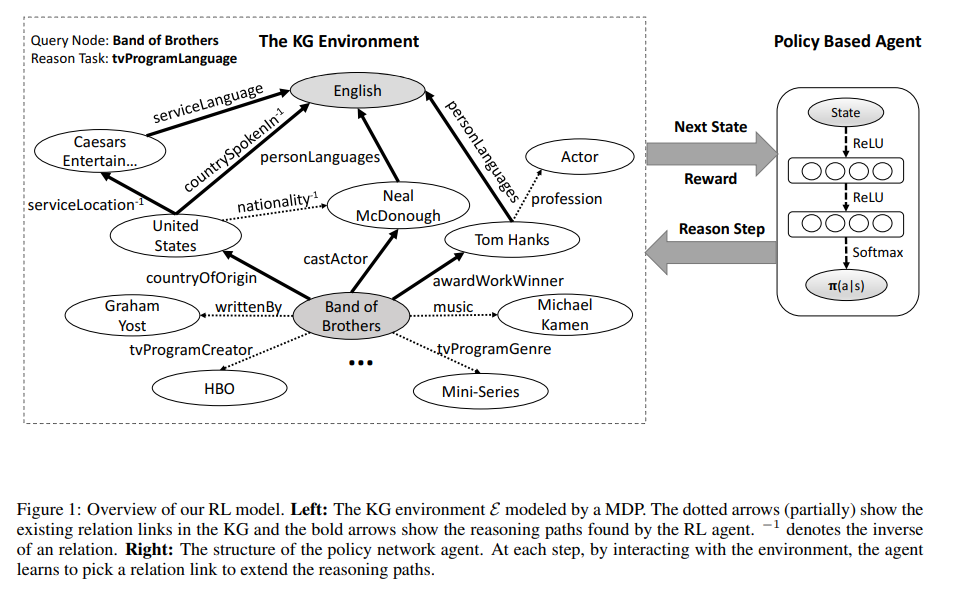 Query Node: Band of Brothers
Reason Task: tvProgramLanguage
The KG Environment
Policy Based Agent
English
serviceLanguage
countrySpokenIn-1
personLanguages
personLanguages
Caesars
Entertain...
Actor
serviceLocation-1
nationality-1
Neal
McDonough
profession
United
States
Tom Hanks
castActor
countryOfOrigin
awardWorkWinner
Graham
Yost
writtenBy
Band of
Brothers
music
Michael
Kamen
tvProgramCreator
tvProgramGenre
...
HBO
Mini-Series
Next State
Reward
Reason Step
State
ReLU
ReLU
Softmax
π(a|s)
Figure 1: Overview of our RL model. Left: The KG environment ℰ modeled by a MDP. The dotted arrows (partially) show the
existing relation links in the KG and the bold arrows show the reasoning paths found by the RL agent. −1 denotes the inverse
of an relation. Right: The structure of the policy network agent. At each step, by interacting with the environment, the agent
learns to pick a relation link to extend the reasoning paths.